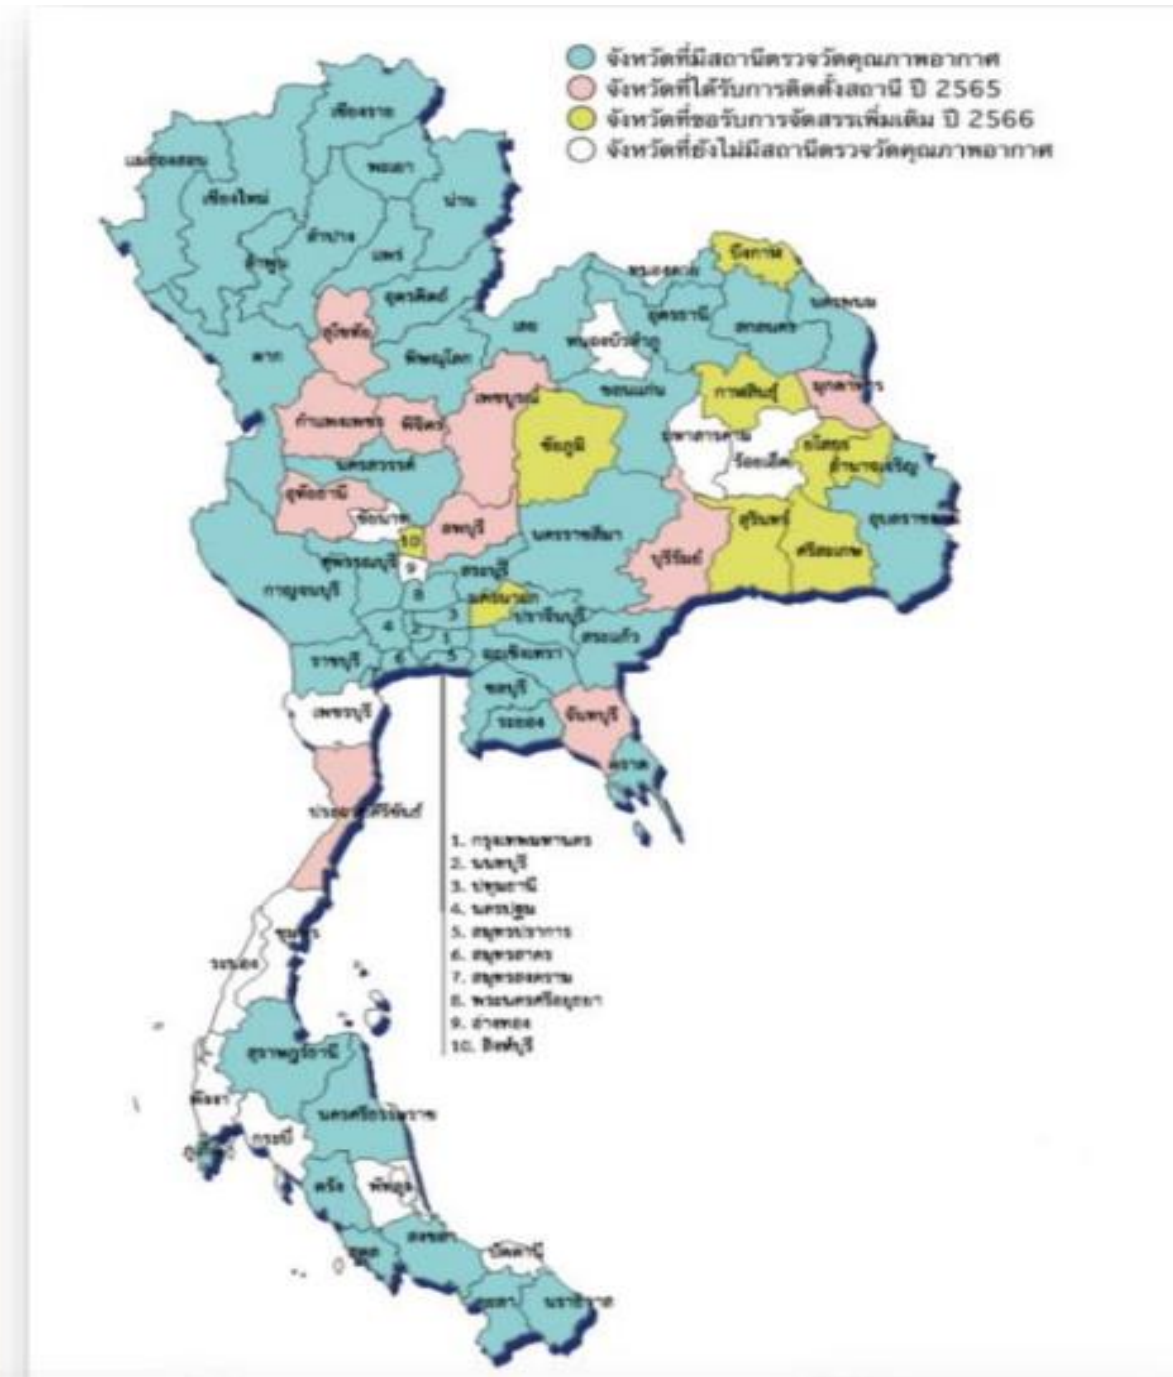 จังหวัดที่มีสถานีตรวจวัดคุณภาพอากาศ
จังหวัดที่ได้รับการติดตั้งสถานี ปี 2565
จังหวัดที่ขอรับการจัดสรรเพิ่มเติม ปี 2566
จังหวัดที่ยังไม่มีสถานีตรวจวัดคุณภาพอากาศ
เชียงราย
แม่ฮ่องสอน
พะเยา
เชียงใหม่
น่าน
ลำปาง
แพร่
ลำพูน
บึงกาฬ
หนองคาย
อุตรดิตถ์
นครพนม
อุดรธานี
เลย
สกลนคร
สุโขทัย
หนองบัวลำภู
ตาก
พิษณุโลก
ขอนแก่น
กาฬสินธุ์
มุกดาหาร
เพชรบูรณ์
กำแพงเพชร
พิจิตร
มหาสารคาม
ชัยภูมิ
ยโสธร
ร้อยเอ็ด
อำนาจเจริญ
นครสวรรค์
อุทัยธานี
ชัยนาท
สุรินทร์
อุบลราชธานี
ลพบุรี
นครราชสีมา
10
ศรีสะเกษ
บุรีรัมย์
สุพรรณบุรี
9
สระบุรี
กาญจนบุรี
8
นครนายก
3
ปราจีนบุรี
4
2
1
สระแก้ว
ราชบุรี
6
5
ฉะเชิงเทรา
ชลบุรี
เพชรบุรี
ระยอง
จันทบุรี
ตราด
ประจวบคีรีขันธ์
1. กรุงเทพมหานคร
2. นนทบุรี
3. ปทุมธานี
4. นครปฐม
5. สมุทรปราการ
6. สมุทรสาคร
7. สมุทรสงคราม
8. พระนครศรีอยุธยา
9. อ่างทอง
10. สิงห์บุรี
ชุมพร
ระนอง
สุราษฎร์ธานี
พังงา
นครศรีธรรมราช
กระบี่
ภูเก็ต
ตรัง
พัทลุง
สงขลา
สตูล
ปัตตานี
ยะลา
นราธิวาส